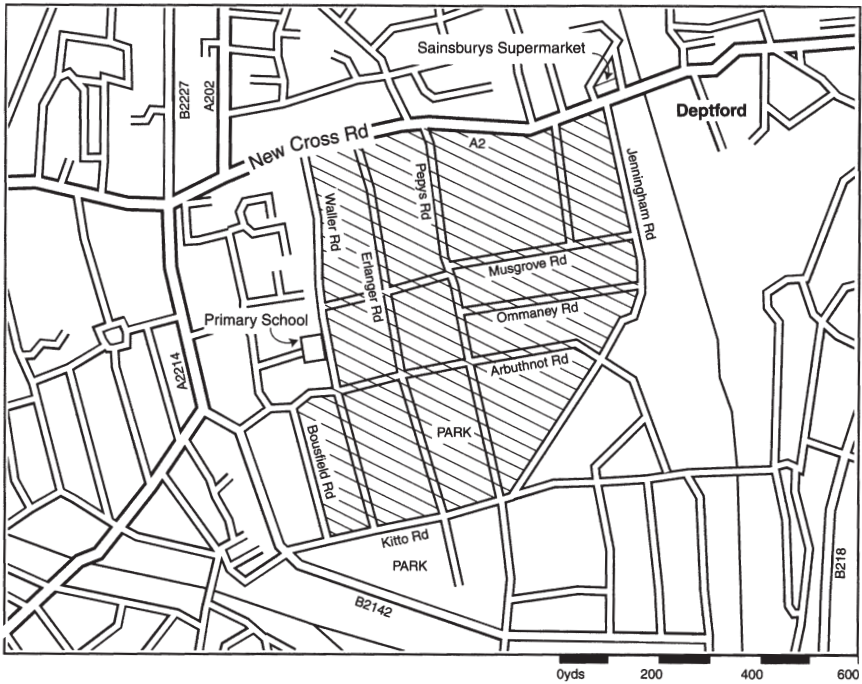 Sainsburys Supermarket
B2227
A202
Deptford
New Cross Rd
A2
Pepys Rd
Jenningham Rd
Waller Rd
Erlanger Rd
Musgrove Rd
Ommaney Rd
Primary School
Arbuthnot Rd
A2214
PARK
Bousfield Rd
Kitto Rd
PARK
B218
B2142
0yds 200 400 600